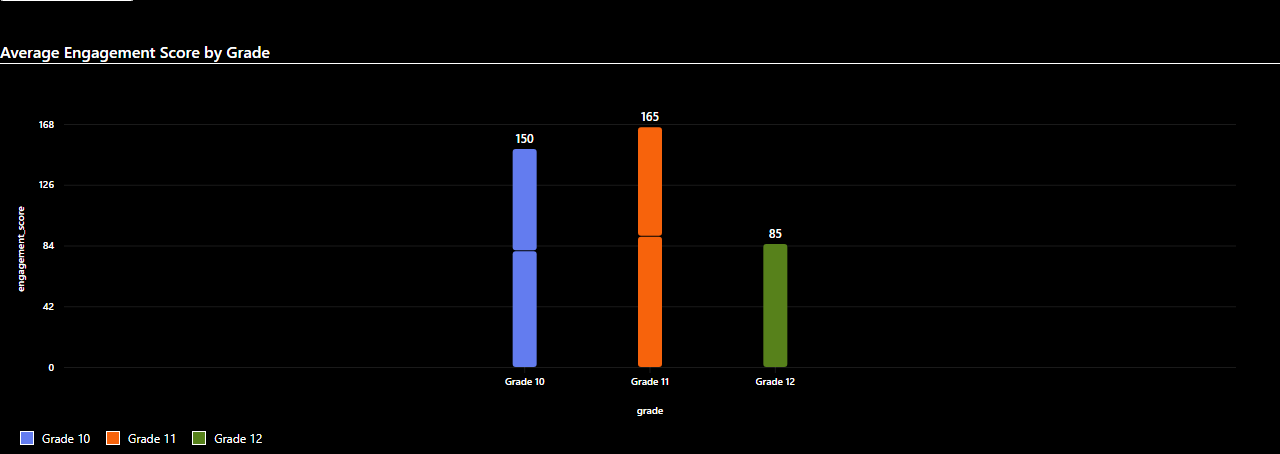 Average Engagement Score by Grade
168
126
84
42
0
engagement_score
150
165
85
Grade 10
Grade 11
Grade 12
grade
Grade 10
Grade 11
Grade 12